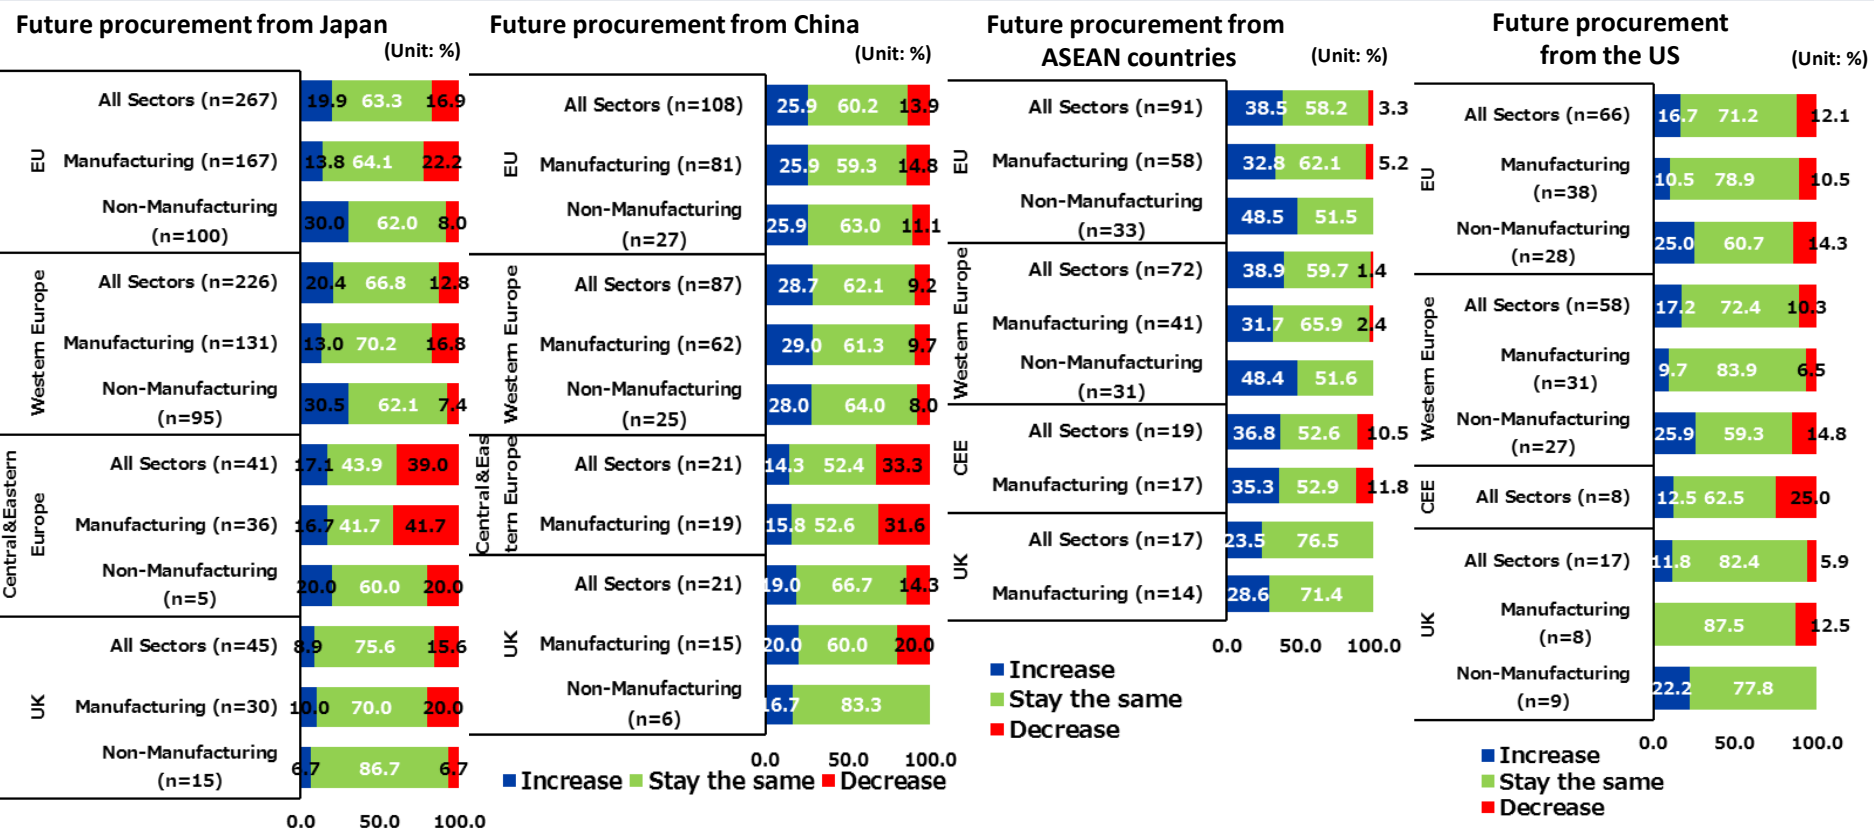 Future procurement from Japan
(Unit: %)
EU
All Sectors (n=267) 19.9 63.3 16.9
Manufacturing (n=167) 13.8 64.1 22.2
Non-Manufacturing
(n=100) 30.0 62.0 8.0
Western Europe
All Sectors (n=226) 20.4 66.8 12.8
Manufacturing (n=131) 13.0 70.2 16.8
Non-Manufacturing
(n=95) 30.5 62.1 7.4
Central&Eastern
Europe
All Sectors (n=41) 17.1 43.9 39.0
Manufacturing (n=36) 16.7 41.7 41.7
Non-Manufacturing
(n=5) 20.0 60.0 20.0
UK
All Sectors (n=45) 8.9 75.6 15.6
Manufacturing (n=30) 10.0 70.0 20.0
Non-Manufacturing
(n=15) 6.7 86.7 6.7
0.0 50.0 100.0
Future procurement from China
(Unit: %)
EU
All Sectors (n=108) 25.9 60.2 13.9
Manufacturing (n=81) 25.9 59.3 14.8
Non-Manufacturing
(n=27) 25.9 63.0 11.1
Western Europe
All Sectors (n=87) 28.7 62.1 9.2
Manufacturing (n=62) 29.0 61.3 9.7
Non-Manufacturing
(n=25) 28.0 64.0 8.0
Central&Eas
tern Europe
All Sectors (n=21) 14.3 52.4 33.3
Manufacturing (n=19) 15.8 52.6 31.6
UK
All Sectors (n=21) 19.0 66.7 14.3
Manufacturing (n=15) 20.0 60.0 20.0
Non-Manufacturing
(n=6) 16.7 83.3
0.0 50.0 100.0
Increase Stay the same Decrease
Future procurement from
ASEAN countries
(Unit: %)
EU
All Sectors (n=91) 38.5 58.2 3.3
Manufacturing (n=58) 32.8 62.1 5.2
Non-Manufacturing
(n=33) 48.5 51.5
Western Europe
All Sectors (n=72) 38.9 59.7 1.4
Manufacturing (n=41) 31.7 65.9 2.4
Non-Manufacturing
(n=31) 48.4 51.6
CEE
All Sectors (n=19) 36.8 52.6 10.5
Manufacturing (n=17) 35.3 52.9 11.8
UK
All Sectors (n=17) 23.5 76.5
Manufacturing (n=14) 28.6 71.4
0.0 50.0 100.0
Increase
Stay the same
Decrease
Future procurement
from the US
(Unit: %)
EU
All Sectors (n=66) 16.7 71.2 12.1
Manufacturing
(n=38) 10.5 78.9 10.5
Non-Manufacturing
(n=28) 25.0 60.7 14.3
Western Europe
All Sectors (n=58) 17.2 72.4 10.3
Manufacturing
(n=31) 9.7 83.9 6.5
Non-Manufacturing
(n=27) 25.9 59.3 14.8
CEE
All Sectors (n=8) 12.5 62.5 25.0
UK
All Sectors (n=17) 11.8 82.4 5.9
Manufacturing
(n=8) 87.5 12.5
Non-Manufacturing
(n=9) 22.2 77.8
0.0 50.0 100.0
Increase
Stay the same
Decrease